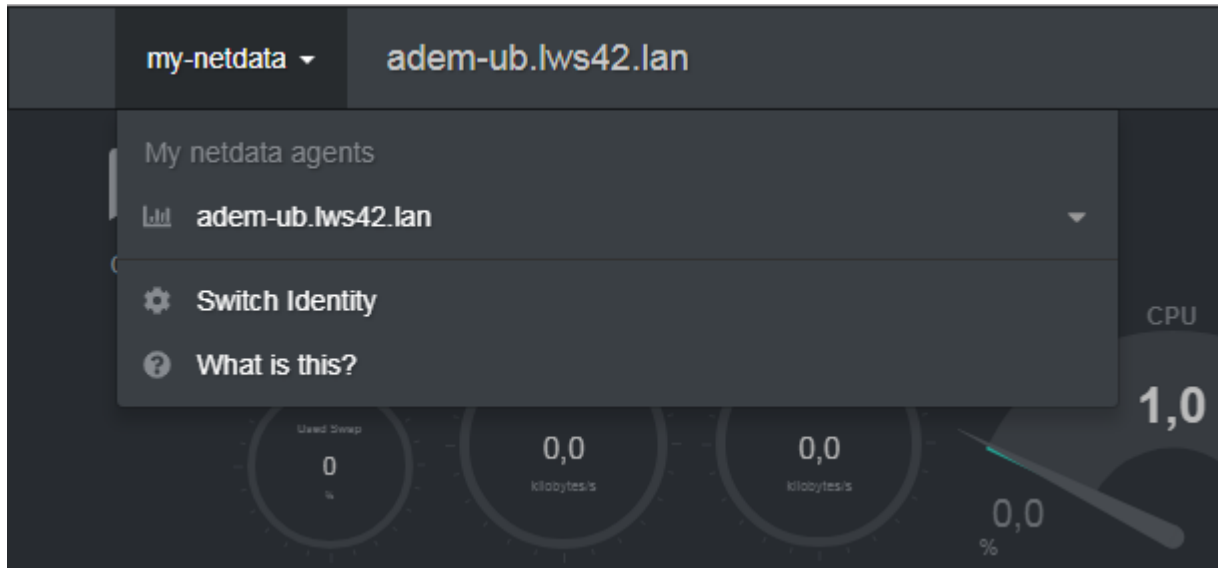 my-netdata adem-ub.lws42.lan
My netdata agents
adem-ub.lws42.lan
Switch Identity
What is this?
CPU
1,0
Used Swap
0
%
0,0
kilobytes/s
0,0
kilobytes/s
0,0
%